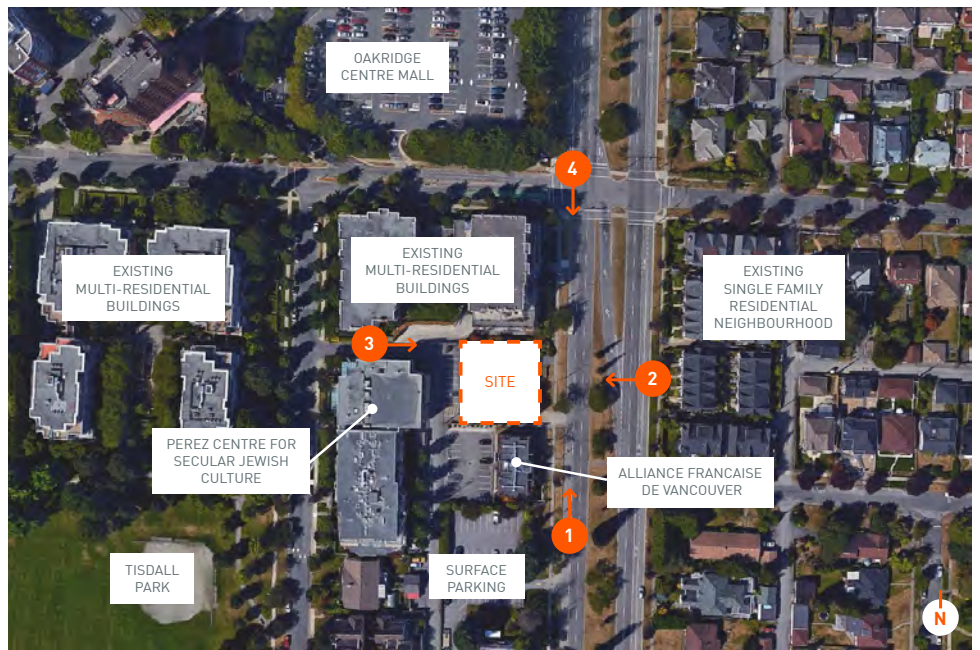 OAKRIDGE
CENTRE MALL
4
EXISTING
MULTI-RESIDENTIAL
BUILDINGS
EXISTING
MULTI-RESIDENTIAL
BUILDINGS
EXISTING
SINGLE FAMILY
RESIDENTIAL
NEIGHBOURHOOD
3
SITE
2
PEREZ CENTRE FOR
SECULAR JEWISH
CULTURE
ALLIANCE FRANCAISE
DE VANCOUVER
1
TISDALL
PARK
SURFACE
PARKING
N